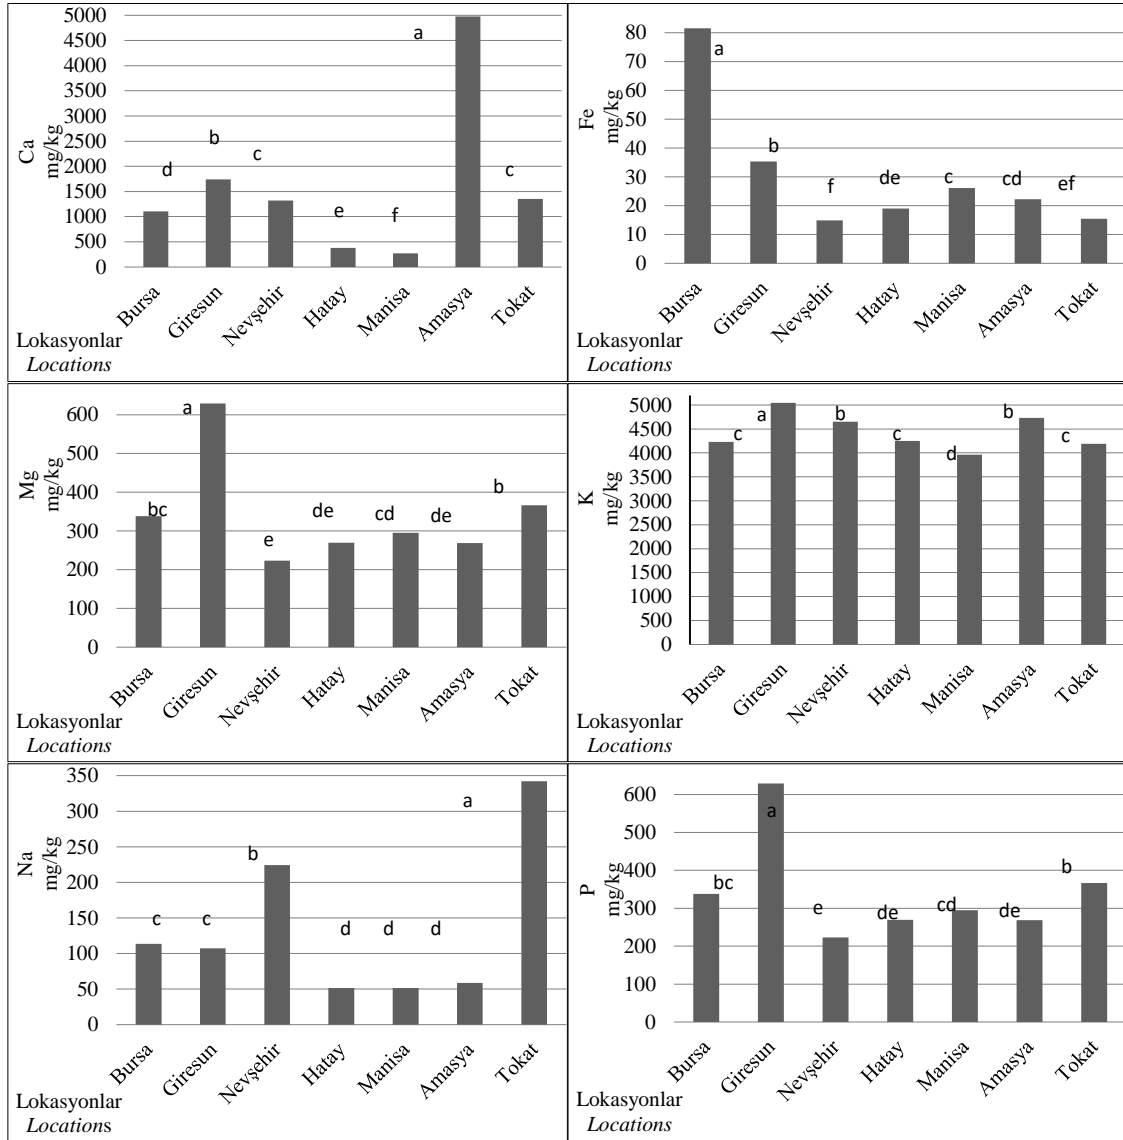 5000
4500
4000
3500
3000
2500
2000
1500
1000
500
0
Ca
mg/kg
d
b
c
e
f
a
c
Bursa
Giresun
Nevşehir
Hatay
Manisa
Amasya
Tokat
Lokasyonlar
Locations
80
70
60
50
40
30
20
10
0
Fe
mg/kg
a
b
f
de
c
cd
ef
Bursa
Giresun
Nevşehir
Hatay
Manisa
Amasya
Tokat
Lokasyonlar
Locations
600
500
400
300
200
100
0
Mg
mg/kg
bc
a
e
de
cd
de
b
Bursa
Giresun
Nevşehir
Hatay
Manisa
Amasya
Tokat
Lokasyonlar
Locations
5000
4500
4000
3500
3000
2500
2000
1500
1000
500
0
K
mg/kg
c
a
b
c
d
b
c
Bursa
Giresun
Nevşehir
Hatay
Manisa
Amasya
Tokat
Lokasyonlar
Locations
350
300
250
200
150
100
50
0
Na
mg/kg
c
c
b
d
d
d
a
Bursa
Giresun
Nevşehir
Hatay
Manisa
Amasya
Tokat
Lokasyonlar
Locations
600
500
400
300
200
100
0
P
mg/kg
bc
a
e
de
cd
de
b
Bursa
Giresun
Nevşehir
Hatay
Manisa
Amasya
Tokat
Lokasyonlar
Locations